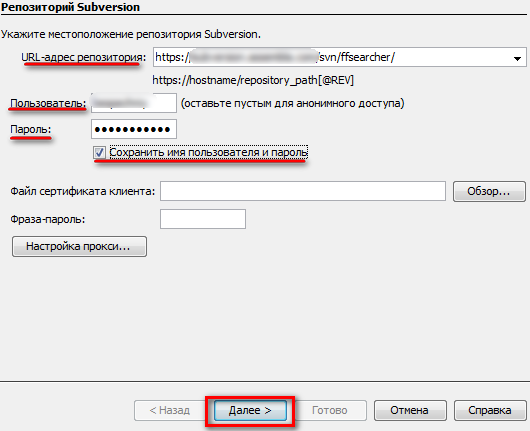 Репозиторий Subversion
Укажите местоположение репозитория Subversion.
URL-адрес репозитория: https:// /svn/ffsearcher/
https://hostname/repository_path[@REV]
Пользователь: (оставьте пустым для анонимного доступа)
Пароль: ●●●●●●●●●●●
Сохранить имя пользователя и пароль
Файл сертификата клиента: Обзор...
Фраза-пароль:
Настройка прокси...
< Назад Далее > Готово Отмена Справка